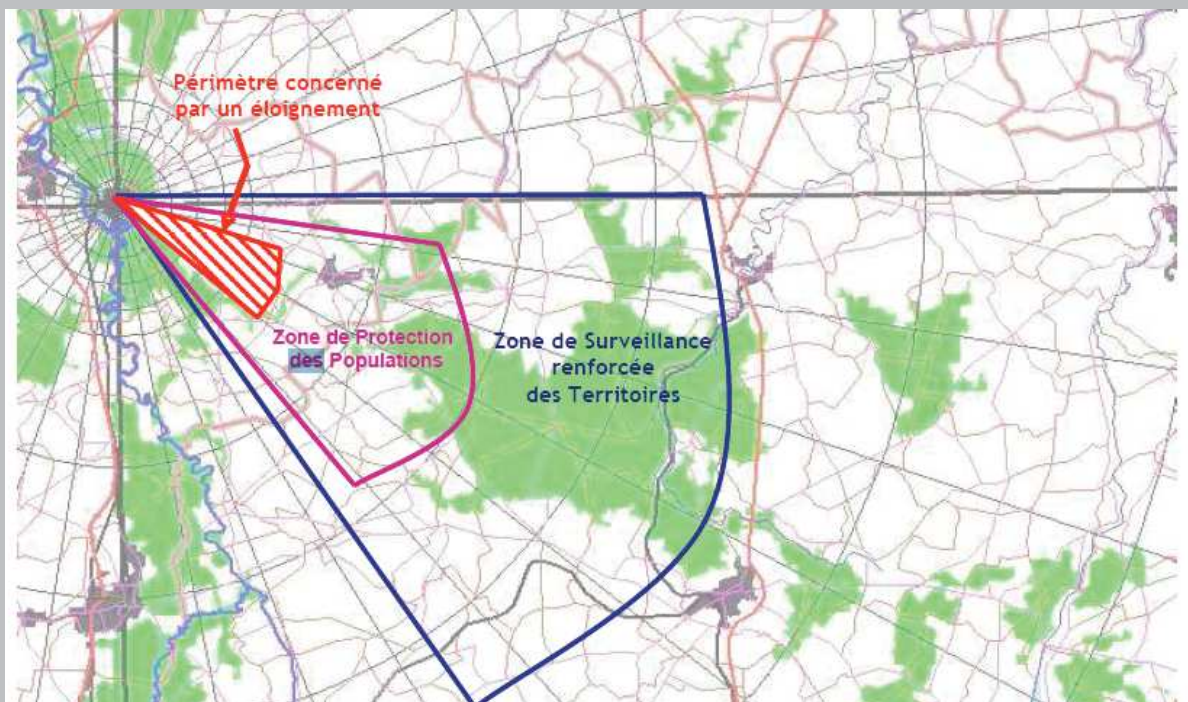 Périmètre concerné
par un éloignement
Zone de Protection
des Populations
Zone de Surveillance
renforcée
des Territoires